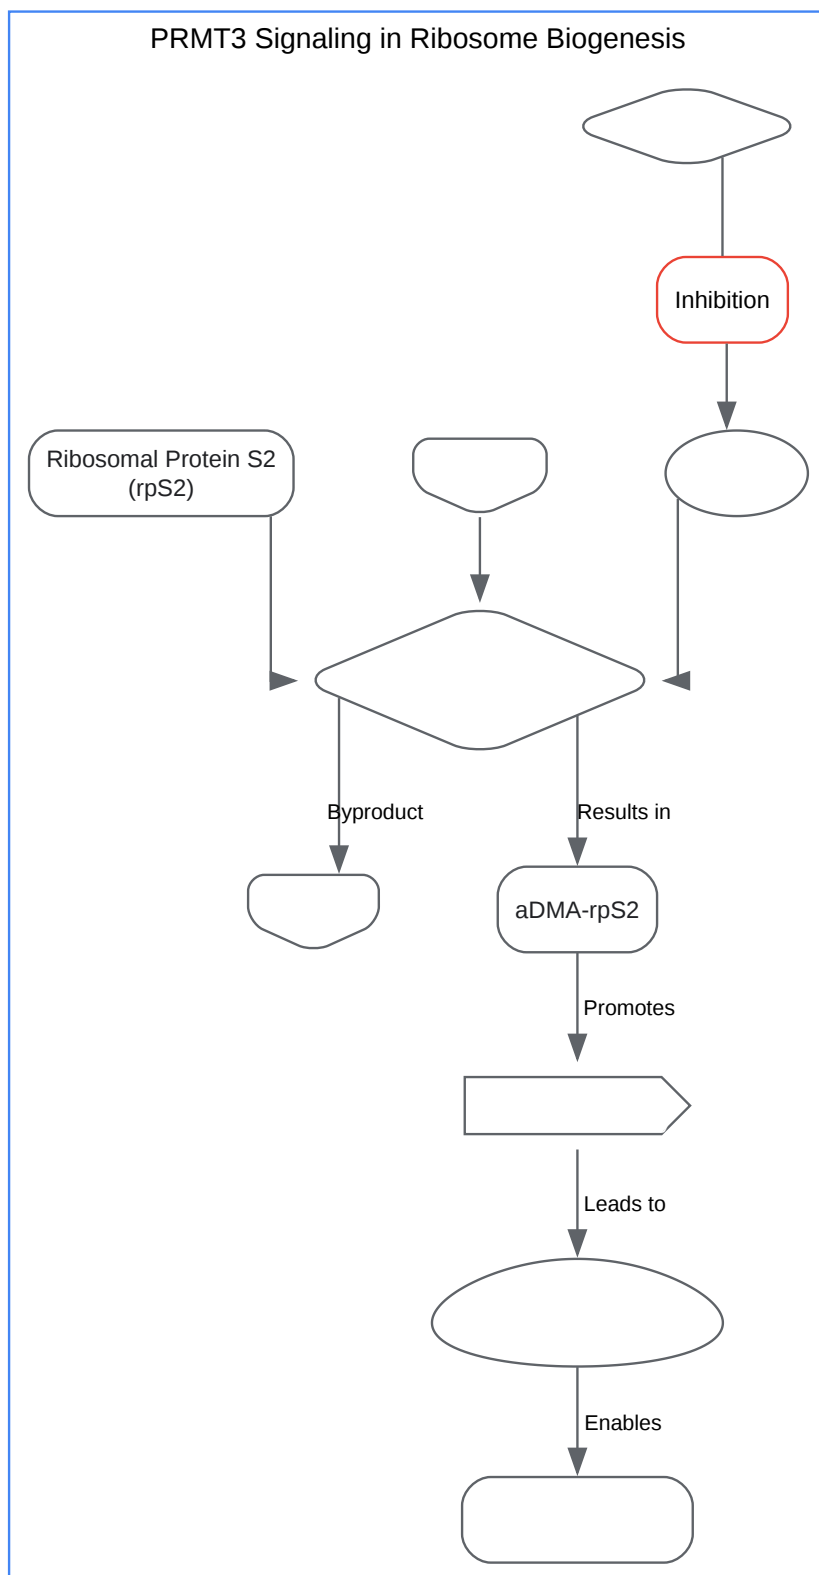 PRMT3 Signaling in Ribosome Biogenesis
Inhibition
Ribosomal Protein S2
(rpS2)
Byproduct
Results in
aDMA-rpS2
Promotes
Leads to
Enables